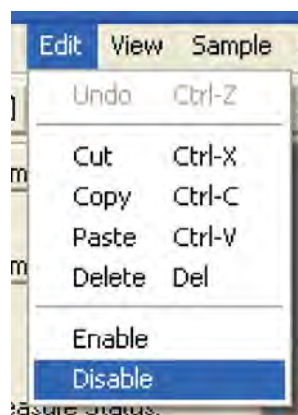 Edit View Sample
Undo Ctrl-Z
Cut Ctrl-X
Copy Ctrl-C
Paste Ctrl-V
Delete Del
Enable
Disable